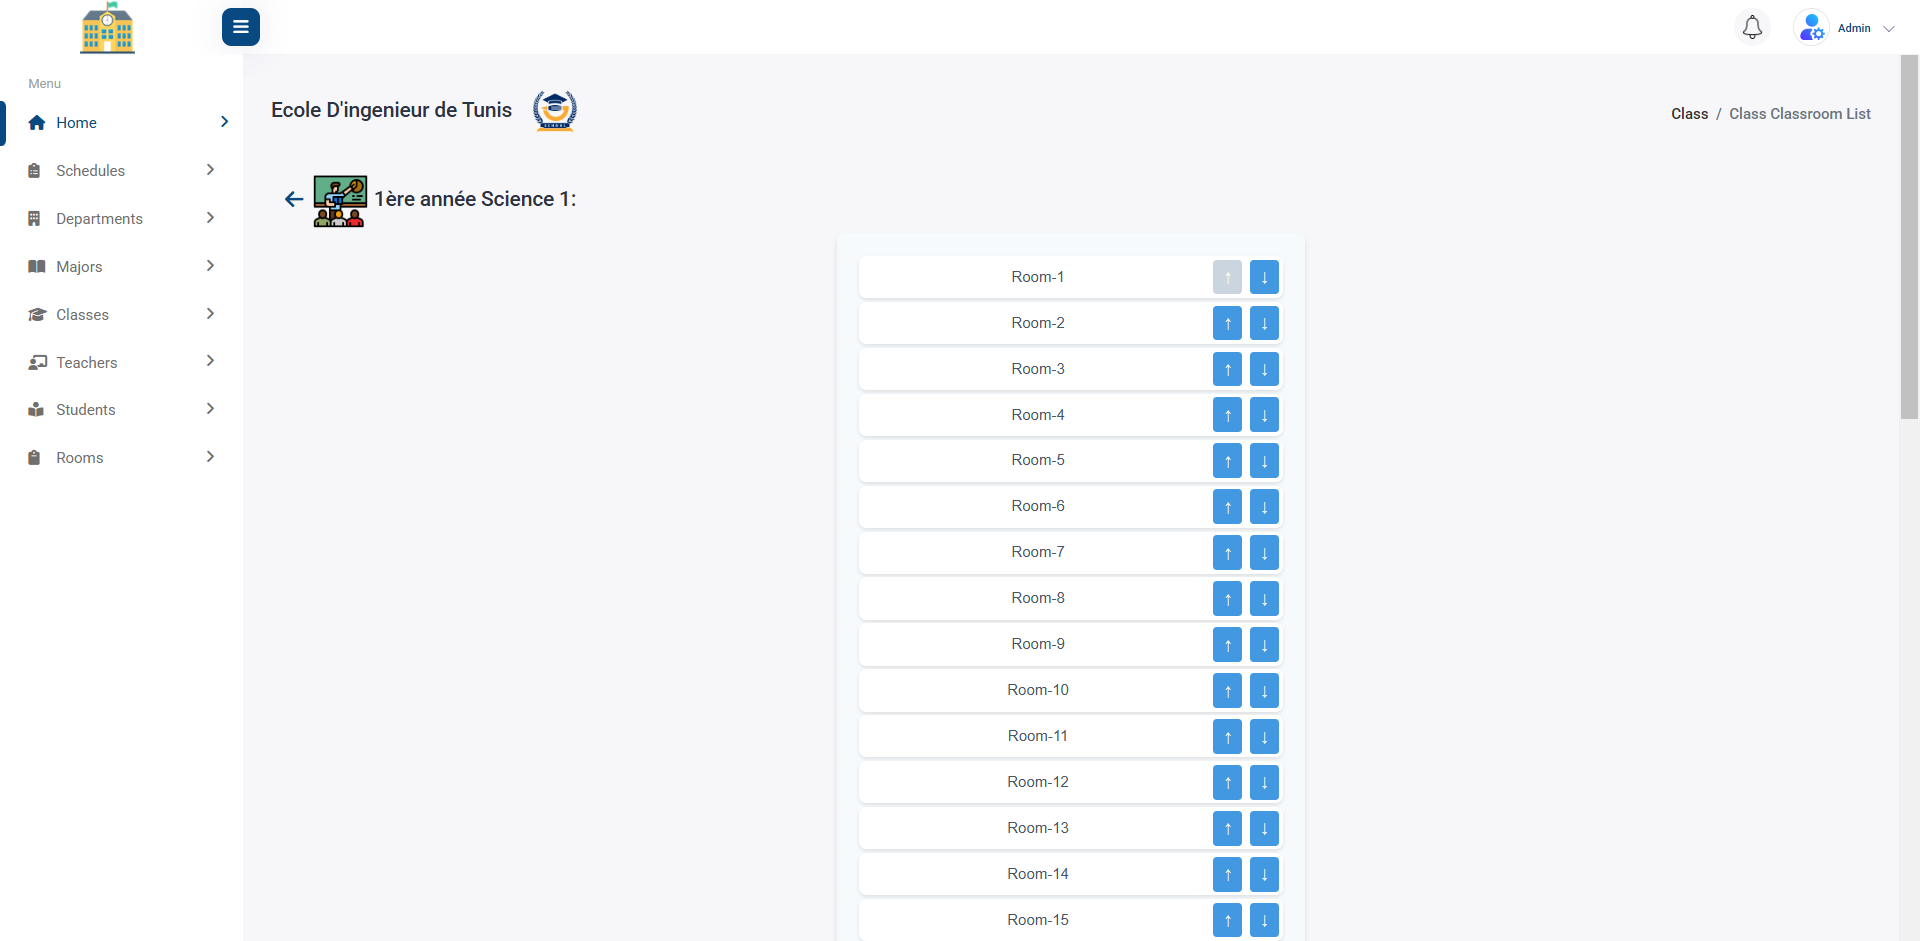 Admin
Menu
Home
Schedules
Departments
Majors
Classes
Teachers
Students
Rooms
Ecole D'ingenieur de Tunis
Class / Class Classroom List
1ère année Science 1:
Room-1 ↑ ↓
Room-2 ↑ ↓
Room-3 ↑ ↓
Room-4 ↑ ↓
Room-5 ↑ ↓
Room-6 ↑ ↓
Room-7 ↑ ↓
Room-8 ↑ ↓
Room-9 ↑ ↓
Room-10 ↑ ↓
Room-11 ↑ ↓
Room-12 ↑ ↓
Room-13 ↑ ↓
Room-14 ↑ ↓
Room-15 ↑ ↓